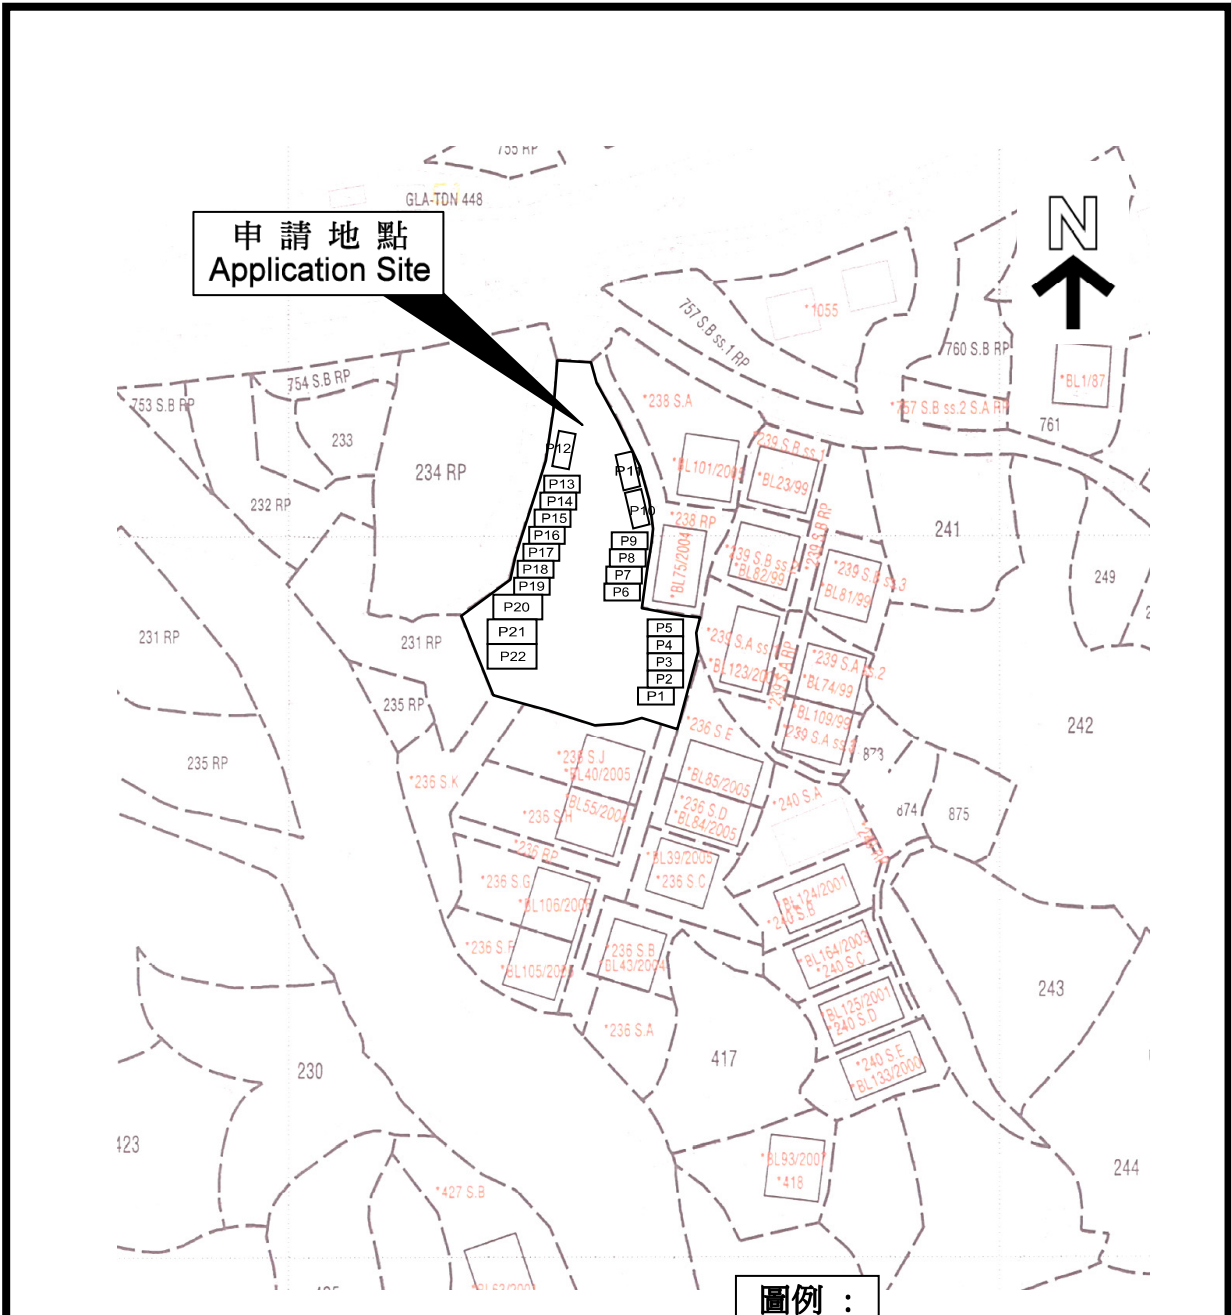 755 RP
GLA-TDN 448
N
申請地點
Application Site
757 S.B ss.1 RP
*1055
760 S.B RP
*BL1/87
754 S.B RP
753 S.B RP
*238 S.A
*757 S.B ss.2 S.A RP
761
233
234 RP
232 RP
P12
P13
P14
P15
P16
P17
P18
P19
P20
P21
P22
P11
P10
P9
P8
P7
P6
P5
P4
P3
P2
P1
*239 S.B ss.1
*BL101/2005
*BL23/99
*238 RP
*BL75/2004
*239 S.B RP
241
*239 S.B ss.2
*BL82/99
*239 S.B ss.3
*BL81/99
249
231 RP
231 RP
*239 S.A ss.1
*BL123/200
*239 S.A RP
*239 S.A ss.2
*BL74/99
*BL109/99
*239 S.A ss.3
235 RP
242
*236 S.E
235 RP
873
*236 S.K
*236 S.J
*BL40/2005
*BL85/2005
*BL55/2004
*236 S.H
*236 S.D
*BL84/2005
*240 S.A
874
875
*240 RP
*236 RP
*BL39/2005
*236 S.C
*236 S.G
*BL106/2005
*BL124/2001
*240 S.B
*236 S.F
*BL105/2005
*236 S.B
*BL43/2004
*BL164/2003
*240 S.C
243
*BL125/2001
*240 S.D
*236 S.A
417
*240 S.E
*BL133/2000
230
423
*BL93/2007
*418
244
*427 S.B
圖例 :